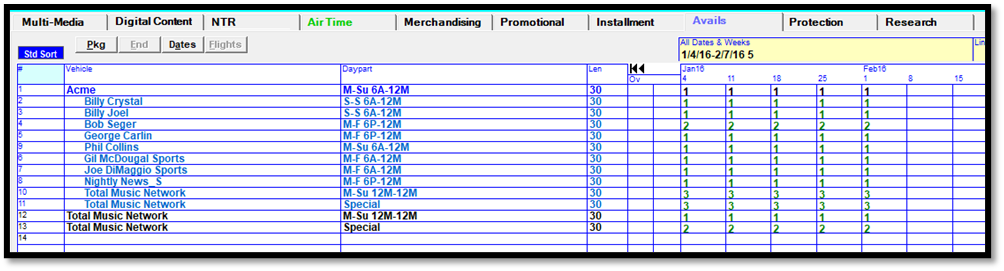 Multi-Media Digital Content NTR Air Time Merchandising Promotional Installment Avails Protection Research
Std Sort Pkg End Dates Flights All Dates & Weeks Lin
1/4/16-2/7/16 5
# Vehicle Daypart Len Ov Jan16 Feb16
4 11 18 25 1 8 15
1 Acme M-Su 6A-12M 30 1 1 1 1 1
2 Billy Crystal S-S 6A-12M 30 1 1 1 1 1
3 Billy Joel S-S 6A-12M 30 1 1 1 1 1
4 Bob Seger M-F 6P-12M 30 2 2 2 2 2
5 George Carlin M-F 6P-12M 30 1 1 1 1 1
9 Phil Collins M-Su 6A-12M 30 1 1 1 1 1
6 Gil McDougal Sports M-F 6A-12M 30 1 1 1 1 1
7 Joe DiMaggio Sports M-F 6A-12M 30 1 1 1 1 1
8 Nightly News_S M-F 6P-12M 30 1 1 1 1 1
10 Total Music Network M-Su 12M-12M 30 3 3 3 3 3
11 Total Music Network Special 30 3 3 3 3 3
12 Total Music Network M-Su 12M-12M 30 1 1 1 1 1
13 Total Music Network Special 30 2 2 2 2 2
14